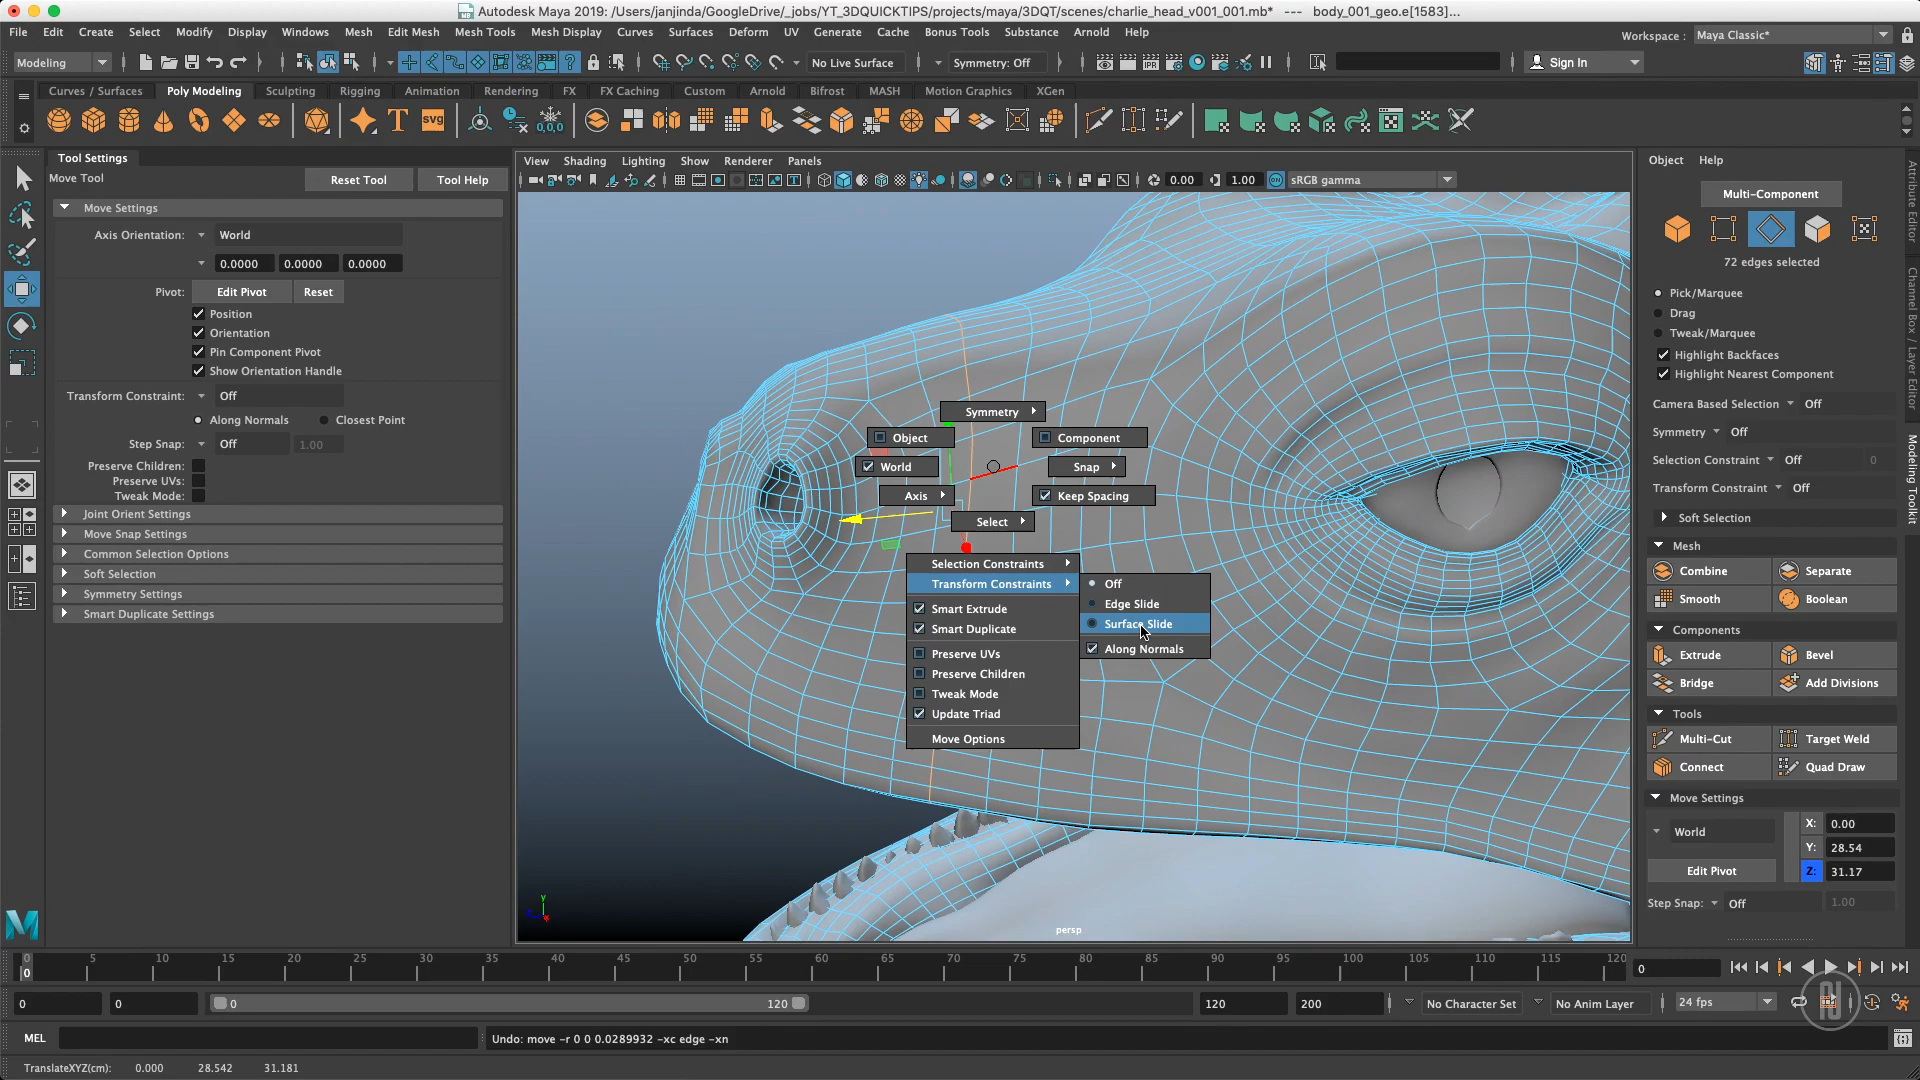 Autodesk Maya 2019: /Users/janjinda/GoogleDrive/_jobs/YT_3DQUICKTIPS/projects/maya/3DQT/scenes/charlie_head_v001_001.mb* --- body_001_geo.e[1583]...
File Edit Create Select Modify Display Windows Mesh Edit Mesh Mesh Tools Mesh Display Curves Surfaces Deform UV Generate Cache Bonus Tools Substance Arnold Help
Workspace : Maya Classic*
Modeling No Live Surface Symmetry: Off Sign In
Curves / Surfaces Poly Modeling Sculpting Rigging Animation Rendering FX FX Caching Custom Arnold Bifrost MASH Motion Graphics XGen
T svg 0,0,0
Tool Settings
Move Tool Reset Tool Tool Help
Move Settings
Axis Orientation: World
0.0000 0.0000 0.0000
Pivot: Edit Pivot Reset
Position
Orientation
Pin Component Pivot
Show Orientation Handle
Transform Constraint: Off
Along Normals Closest Point
Step Snap: Off 1.00
Preserve Children:
Preserve UVs:
Tweak Mode:
Joint Orient Settings
Move Snap Settings
Common Selection Options
Soft Selection
Symmetry Settings
Smart Duplicate Settings
View Shading Lighting Show Renderer Panels
0.00 1.00 sRGB gamma
Symmetry
Object Component
World Snap
Axis Keep Spacing
Select
Selection Constraints
Transform Constraints
Smart Extrude
Smart Duplicate
Preserve UVs
Preserve Children
Tweak Mode
Update Triad
Move Options
Off
Edge Slide
Surface Slide
Along Normals
y
persp
Object Help
Multi-Component
72 edges selected
Pick/Marquee
Drag
Tweak/Marquee
Highlight Backfaces
Highlight Nearest Component
Camera Based Selection Off
Symmetry Off
Selection Constraint Off 0
Transform Constraint Off
Soft Selection
Mesh
Combine Separate
Smooth Boolean
Components
Extrude Bevel
Bridge Add Divisions
Tools
Multi-Cut Target Weld
Connect Quad Draw
Move Settings
World X: 0.00
Y: 28.54
Edit Pivot Z: 31.17
Step Snap: Off 1.00
Attribute Editor
Channel Box / Layer Editor
Modeling Toolkit
0 5 10 15 20 25 30 35 40 45 50 55 60 65 70 75 80 85 90 95 100 105 110 115 120
0 0
0 0 0 120 120 200 No Character Set No Anim Layer 24 fps
MEL Undo: move -r 0 0 0.0289932 -xc edge -xn
TranslateXYZ(cm): 0.000 28.542 31.181